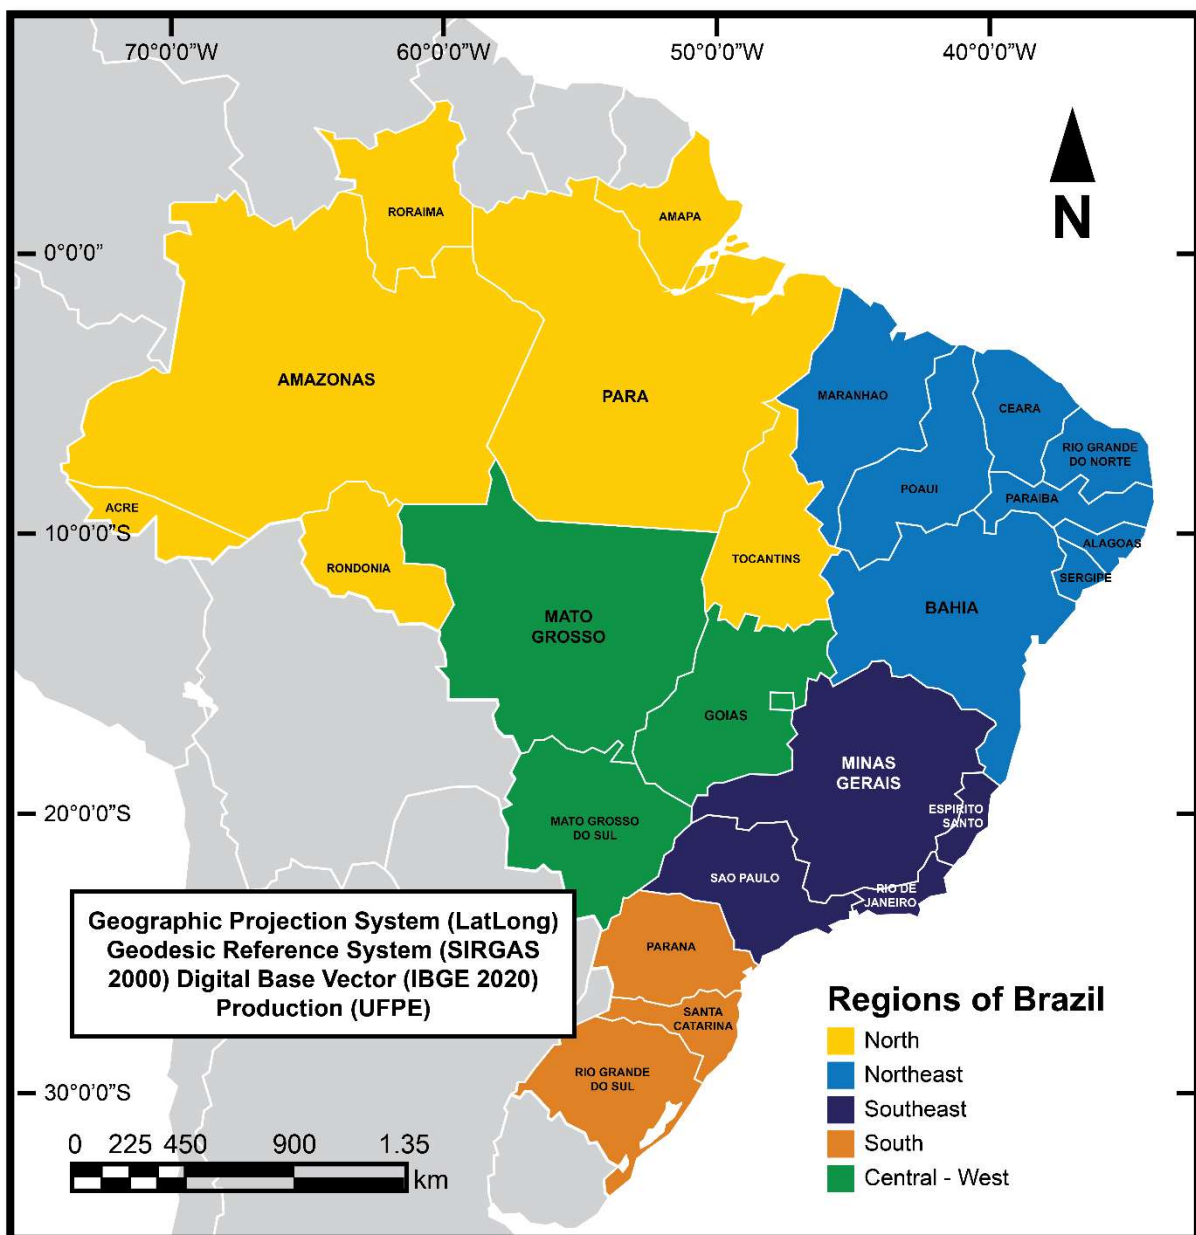 70°0'0"W
60°0'0"W
50°0'0"W
40°0'0"W
N
RORAIMA
AMAPA
0°0'0"
AMAZONAS
PARA
MARANHAO
CEARA
RIO GRANDE
DO NORTE
POAUI
PARAIBA
ACRE
10°0'0"S
ALAGOAS
TOCANTINS
RONDONIA
SERGIPE
BAHIA
MATO
GROSSO
GOIAS
MINAS
GERAIS
20°0'0"S
ESPIRITO
SANTO
MATO GROSSO
DO SUL
SAO PAULO
RIO DE
JANEIRO
Geographic Projection System (LatLong)
Geodesic Reference System (SIRGAS
2000) Digital Base Vector (IBGE 2020)
Production (UFPE)
PARANA
SANTA
CATARINA
RIO GRANDE
DO SUL
30°0'0"S
Regions of Brazil
North
Northeast
Southeast
South
Central - West
0 225 450 900 1.35
km